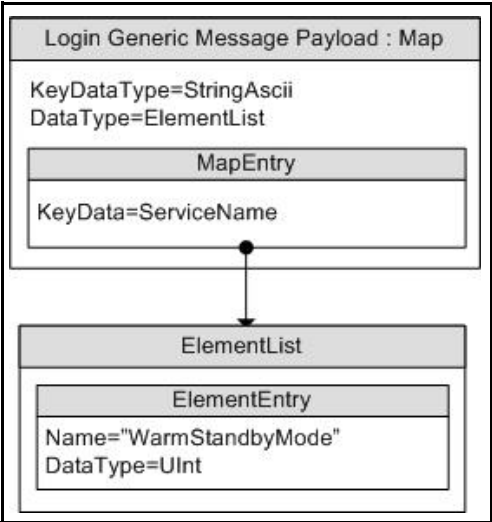 Login Generic Message Payload : Map
KeyDataType=StringAscii
DataType=ElementList
MapEntry
KeyData=ServiceName
ElementList
ElementEntry
Name="WarmStandbyMode"
DataType=UInt